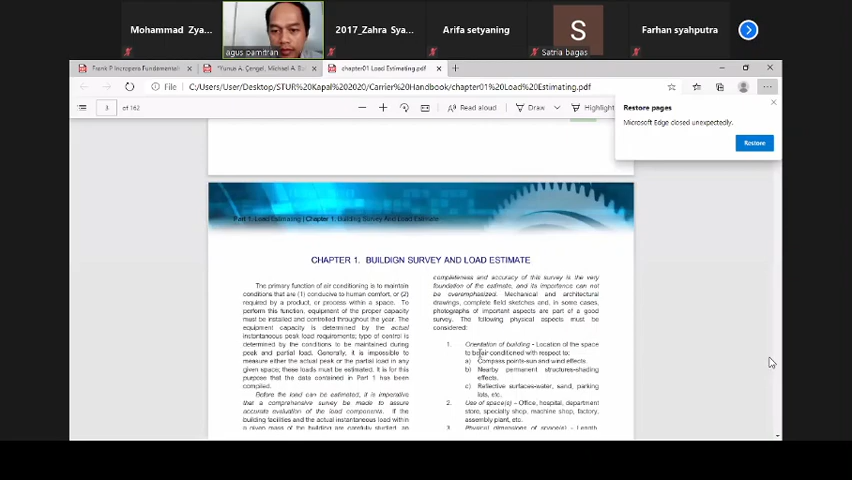 Mohammad Zya...
agus pamitran
2017_Zahra Sya...
Arifa setyaning
S
Satria bagas
Farhan syahputra
Frank P Incropera Fundamental
"Yunus A. Çengel, Michael A. Bo
chapter01 Load Estimating.pdf
File
C:/Users/User/Desktop/STUR%20Kapal%202020/Carrier%20Handbook/chapter01%20Load%20Estimating.pdf
3
of 162
Read aloud
Draw
Highlight
Restore pages
Microsoft Edge closed unexpectedly.
Restore
Part 1. Load Estimating | Chapter 1. Building Survey And Load Estimate
CHAPTER 1. BUILDIGN SURVEY AND LOAD ESTIMATE
The primary function of air conditioning is to maintain
conditions that are (1) conducive to human comfort, or (2)
required by a product, or process within a space. To
perform this function, equipment of the proper capacity
must be installed and controlled throughout the year. The
equipment capacity is determined by the actual
instantaneous peak load requirements; type of control is
determined by the conditions to be maintained during
peak and partial load. Generally, it is impossible to
measure either the actual peak or the partial load in any
given space; these loads must be estimated. It is for this
purpose that the data contained in Part 1 has been
compiled.
Before the load can be estimated, it is imperative
that a comprehensive survey be made to assure
accurate evaluation of the load components. If the
building facilities and the actual instantaneous load within
a given mass of the building are carefully studied, an
completeness and accuracy of this survey is the very
foundation of the estimate, and its importance can not
be overemphasized. Mechanical and architectural
drawings, complete field sketches and, in some cases,
photographs of important aspects are part of a good
survey. The following physical aspects must be
considered:
1. Orientation of building - Location of the space
to be air conditioned with respect to:
a) Compass points-sun and wind effects.
b) Nearby permanent structures-shading
effects.
c) Reflective surfaces-water, sand, parking
lots, etc.
2. Use of space(s) - Office, hospital, department
store, specialty shop, machine shop, factory,
assembly plant, etc.
3. Physical dimensions of space(s) - Length,